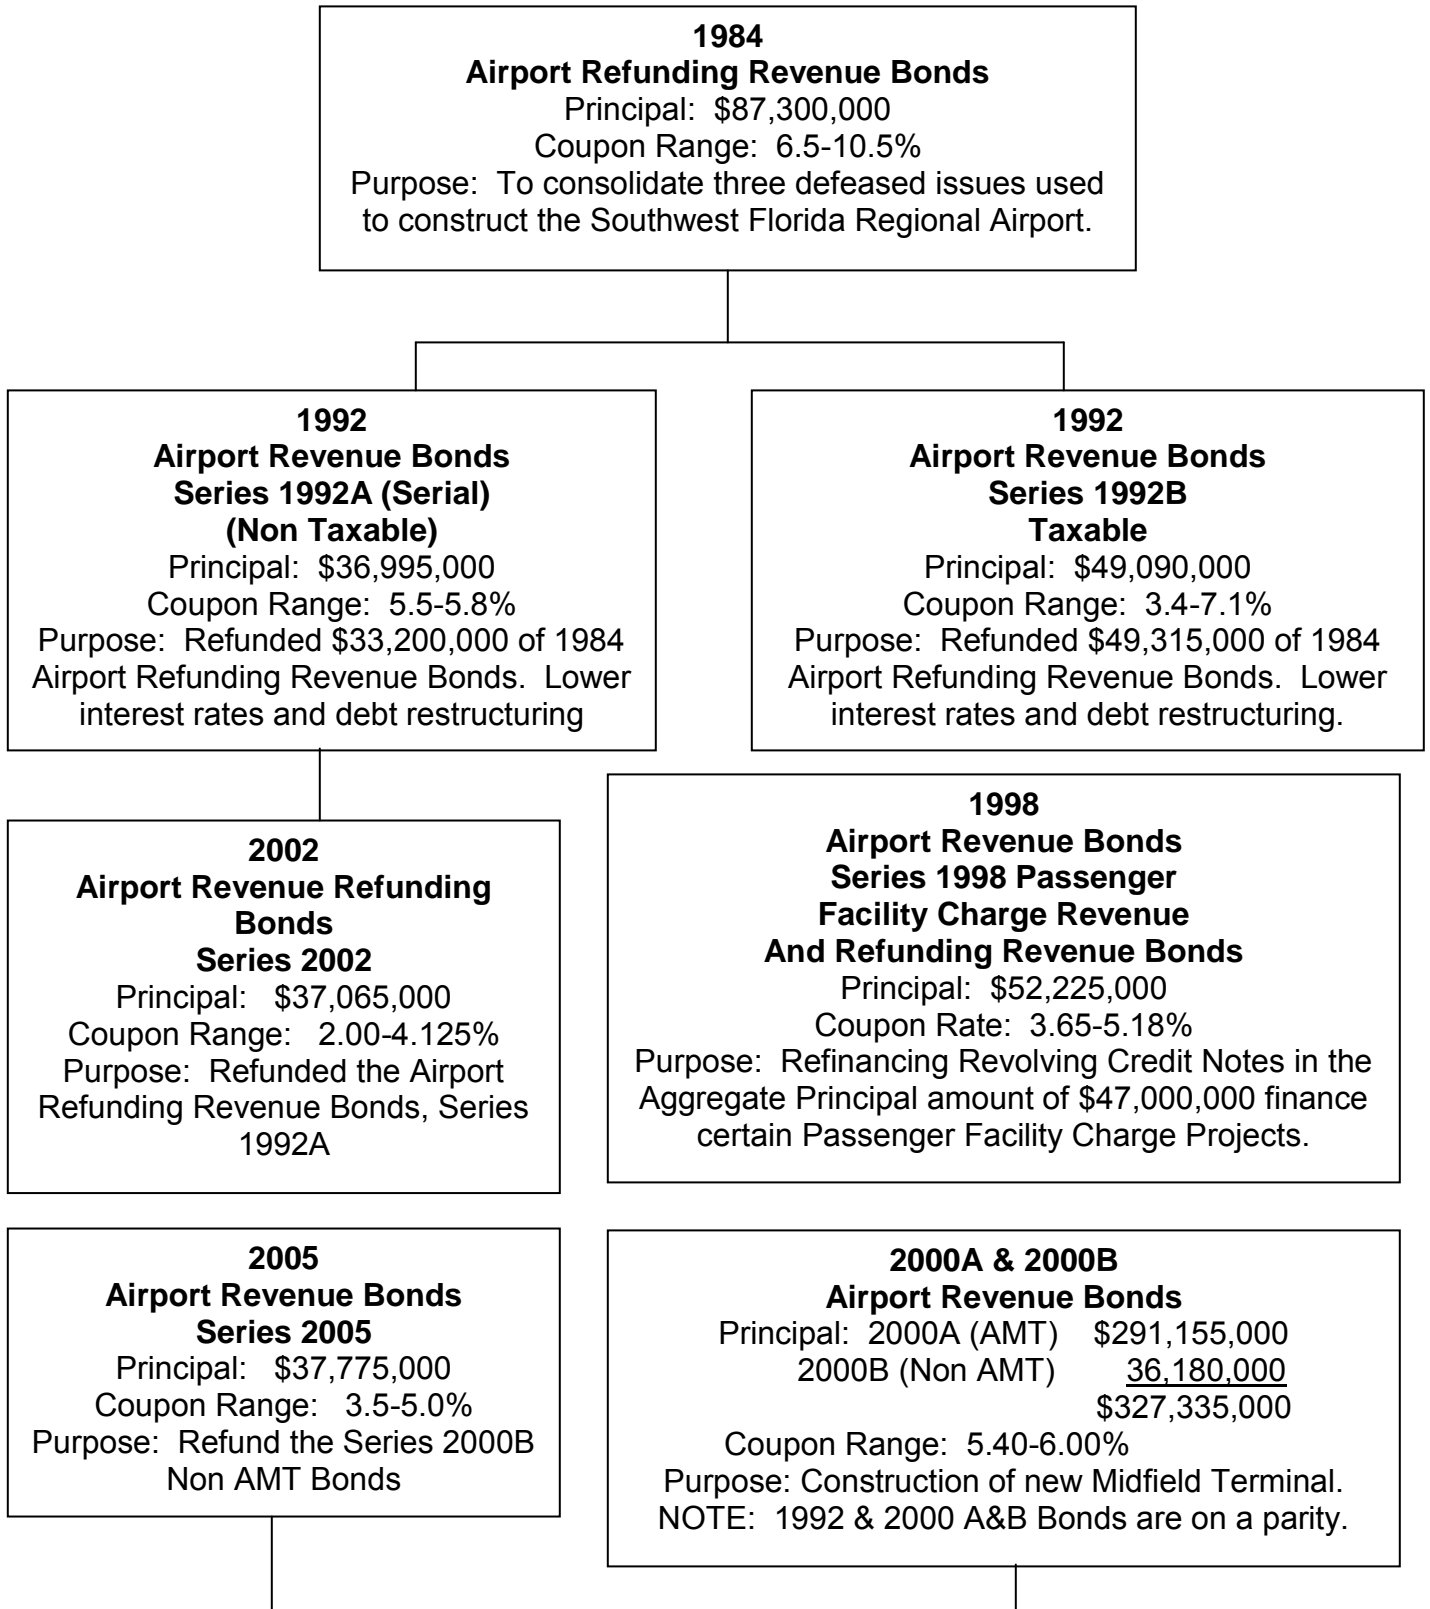 1984
Airport Refunding Revenue Bonds
Principal: $87,300,000
Coupon Range: 6.5-10.5%
Purpose: To consolidate three defeased issues used
to construct the Southwest Florida Regional Airport.
1992
Airport Revenue Bonds
Series 1992A (Serial)
(Non Taxable)
Principal: $36,995,000
Coupon Range: 5.5-5.8%
Purpose: Refunded $33,200,000 of 1984
Airport Refunding Revenue Bonds. Lower
interest rates and debt restructuring
1992
Airport Revenue Bonds
Series 1992B
Taxable
Principal: $49,090,000
Coupon Range: 3.4-7.1%
Purpose: Refunded $49,315,000 of 1984
Airport Refunding Revenue Bonds. Lower
interest rates and debt restructuring.
2002
Airport Revenue Refunding
Bonds
Series 2002
Principal: $37,065,000
Coupon Range: 2.00-4.125%
Purpose: Refunded the Airport
Refunding Revenue Bonds, Series
1992A
1998
Airport Revenue Bonds
Series 1998 Passenger
Facility Charge Revenue
And Refunding Revenue Bonds
Principal: $52,225,000
Coupon Rate: 3.65-5.18%
Purpose: Refinancing Revolving Credit Notes in the
Aggregate Principal amount of $47,000,000 finance
certain Passenger Facility Charge Projects.
2005
Airport Revenue Bonds
Series 2005
Principal: $37,775,000
Coupon Range: 3.5-5.0%
Purpose: Refund the Series 2000B
Non AMT Bonds
2000A & 2000B
Airport Revenue Bonds
Principal: 2000A (AMT) $291,155,000
2000B (Non AMT) 36,180,000
$327,335,000
Coupon Range: 5.40-6.00%
Purpose: Construction of new Midfield Terminal.
NOTE: 1992 & 2000 A&B Bonds are on a parity.